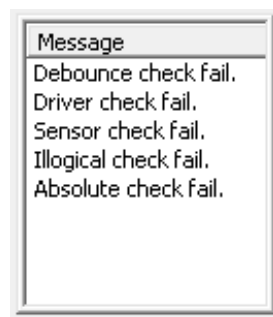 Message
Debounce check fail.
Driver check fail.
Sensor check fail.
Illogical check fail.
Absolute check fail.